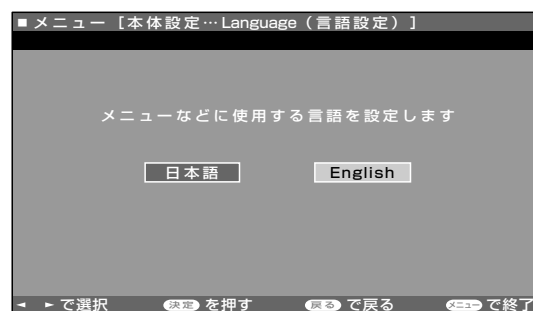 ■メニュー［本体設定…Language（言語設定）］
メニューなどに使用する言語を設定します
日本語 English
◄ ►で選択 決定を押す 戻るで戻る メニューで終了